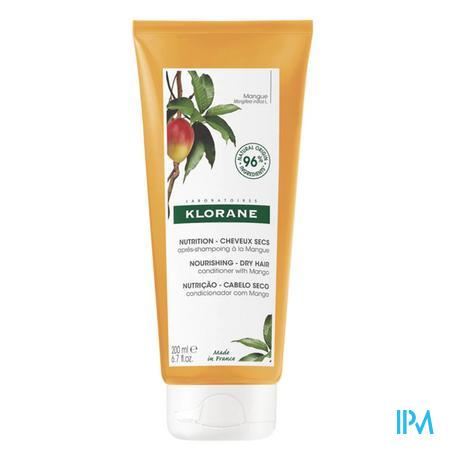 Mangue
Mangifera indica L.
NATURAL ORIGIN
96%
INGREDIENTS
LABORATOIRES
KLORANE
NUTRITION - CHEVEUX SECS
après-shampoing à la Mangue
NOURISHING - DRY HAIR
conditioner with Mango
NUTRIÇÃO - CABELO SECO
condicionador com Manga
200 ml e
6.7 fl.oz.
Made
in France
IPM